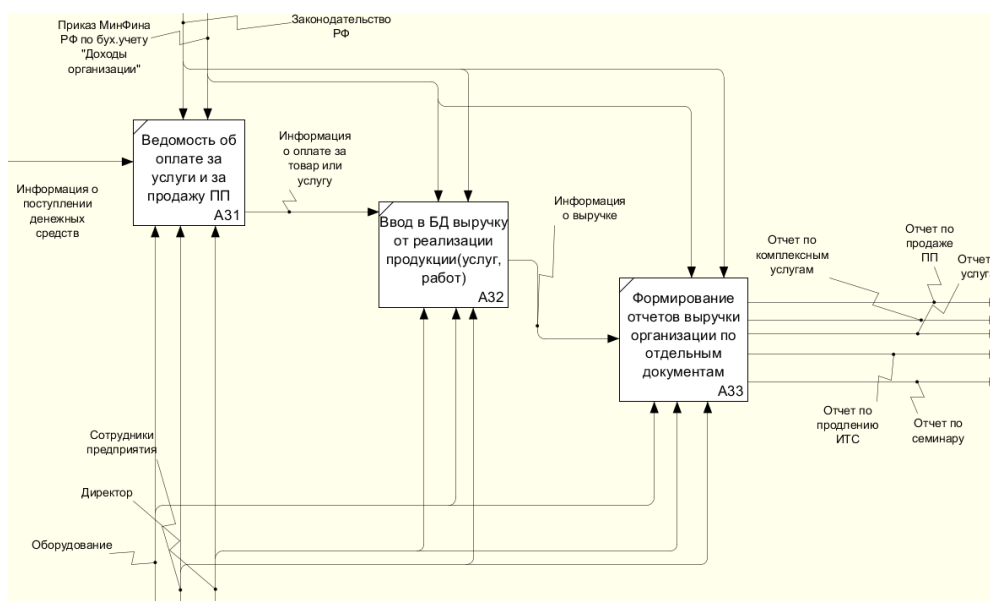 Законодательство
РФ
Приказ МинФина
РФ по бух.учету
"Доходы
организации"
Ведомость об
оплате за
услуги и за
продажу ПП
A31
Информация
о оплате за
товар или
услугу
Информация о
поступлении
денежных
средств
Ввод в БД выручку
от реализации
продукции(услуг,
работ)
A32
Информация
о выручке
Формирование
отчетов выручки
организации по
отдельным
документам
A33
Отчет по
комплексным
услугам
Отчет по
продаже
ПП
Отчет
услуг
Отчет по
продлению
ИТС
Отчет по
семинару
Сотрудники
предприятия
Директор
Оборудование